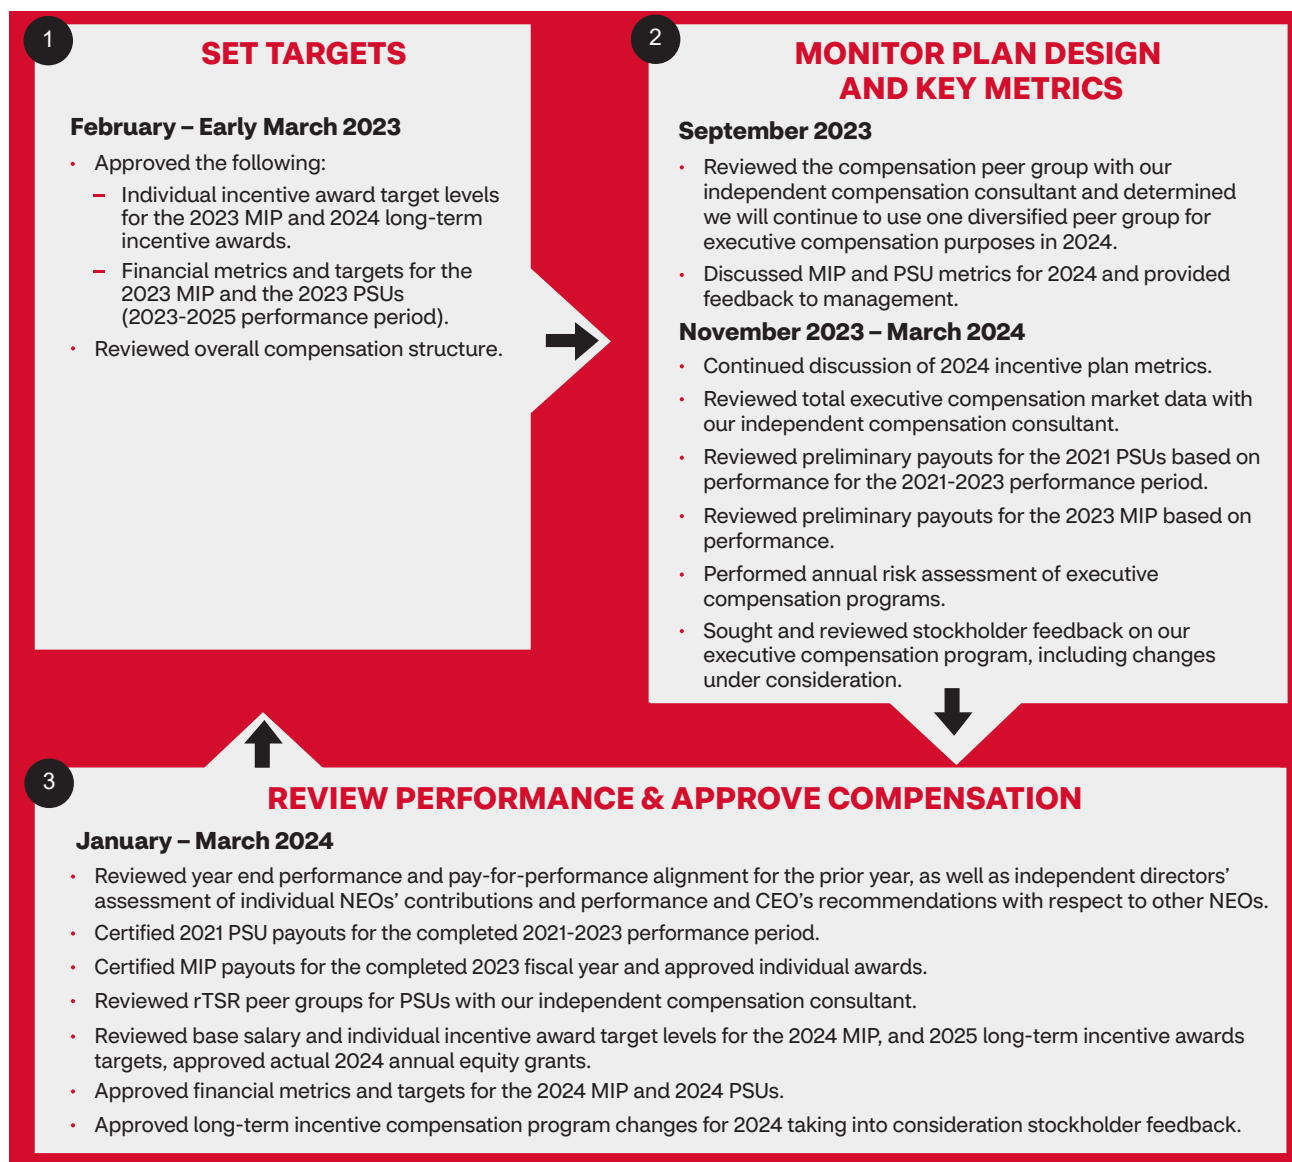 1
SET TARGETS
February – Early March 2023
• Approved the following:
– Individual incentive award target levels
for the 2023 MIP and 2024 long-term
incentive awards.
– Financial metrics and targets for the
2023 MIP and the 2023 PSUs
(2023-2025 performance period).
• Reviewed overall compensation structure.
2
MONITOR PLAN DESIGN
AND KEY METRICS
September 2023
• Reviewed the compensation peer group with our
independent compensation consultant and determined
we will continue to use one diversified peer group for
executive compensation purposes in 2024.
• Discussed MIP and PSU metrics for 2024 and provided
feedback to management.
November 2023 – March 2024
• Continued discussion of 2024 incentive plan metrics.
• Reviewed total executive compensation market data with
our independent compensation consultant.
• Reviewed preliminary payouts for the 2021 PSUs based on
performance for the 2021-2023 performance period.
• Reviewed preliminary payouts for the 2023 MIP based on
performance.
• Performed annual risk assessment of executive
compensation programs.
• Sought and reviewed stockholder feedback on our
executive compensation program, including changes
under consideration.
3
REVIEW PERFORMANCE & APPROVE COMPENSATION
January – March 2024
• Reviewed year end performance and pay-for-performance alignment for the prior year, as well as independent directors’
assessment of individual NEOs’ contributions and performance and CEO’s recommendations with respect to other NEOs.
• Certified 2021 PSU payouts for the completed 2021-2023 performance period.
• Certified MIP payouts for the completed 2023 fiscal year and approved individual awards.
• Reviewed rTSR peer groups for PSUs with our independent compensation consultant.
• Reviewed base salary and individual incentive award target levels for the 2024 MIP, and 2025 long-term incentive awards
targets, approved actual 2024 annual equity grants.
• Approved financial metrics and targets for the 2024 MIP and 2024 PSUs.
• Approved long-term incentive compensation program changes for 2024 taking into consideration stockholder feedback.